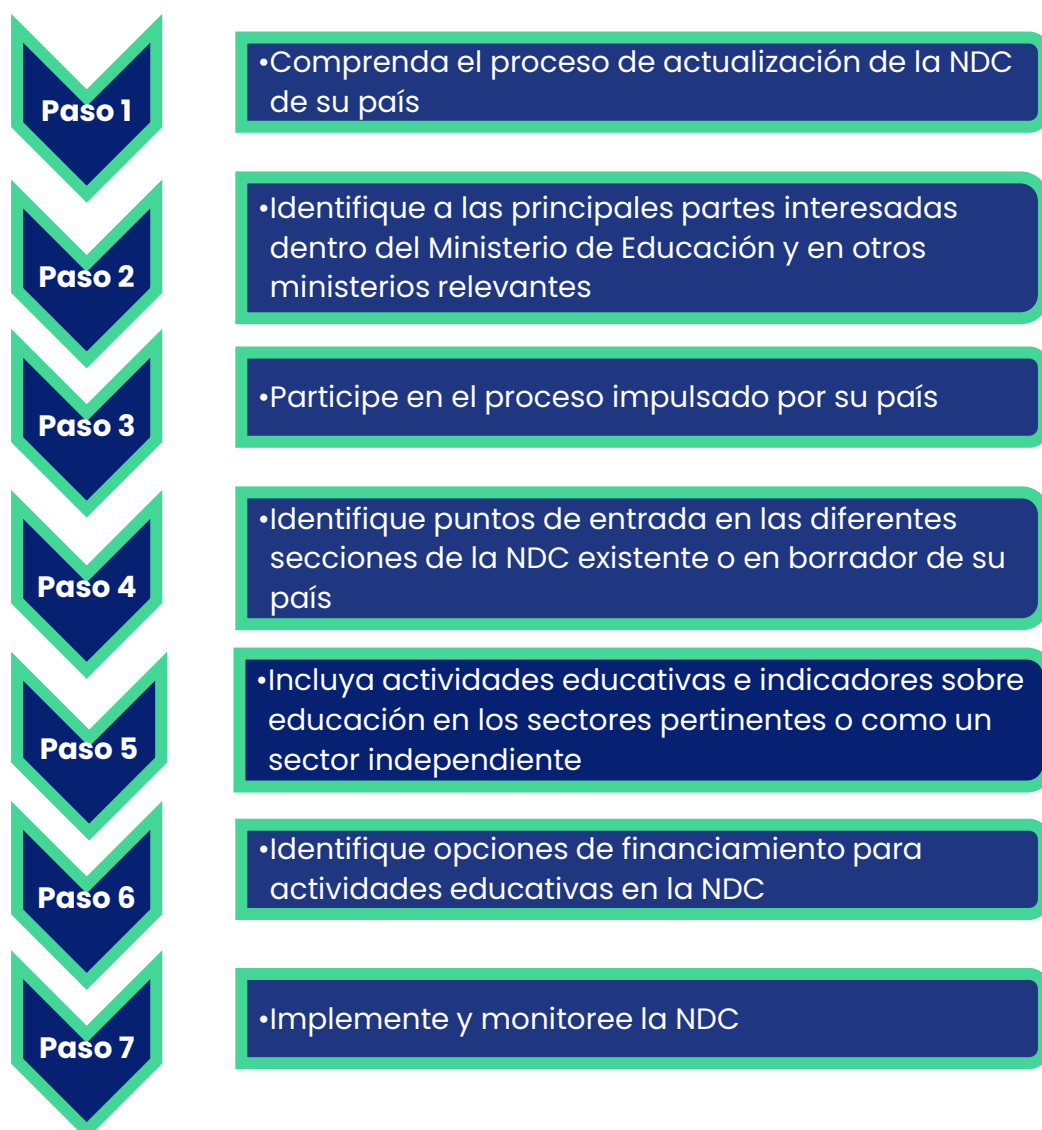 Paso 1
•Comprenda el proceso de actualización de la NDC
de su país
Paso 2
•Identifique a las principales partes interesadas
dentro del Ministerio de Educación y en otros
ministerios relevantes
Paso 3
•Participe en el proceso impulsado por su país
Paso 4
•Identifique puntos de entrada en las diferentes
secciones de la NDC existente o en borrador de su
país
Paso 5
•Incluya actividades educativas e indicadores sobre
educación en los sectores pertinentes o como un
sector independiente
Paso 6
•Identifique opciones de financiamiento para
actividades educativas en la NDC
Paso 7
•Implemente y monitoree la NDC